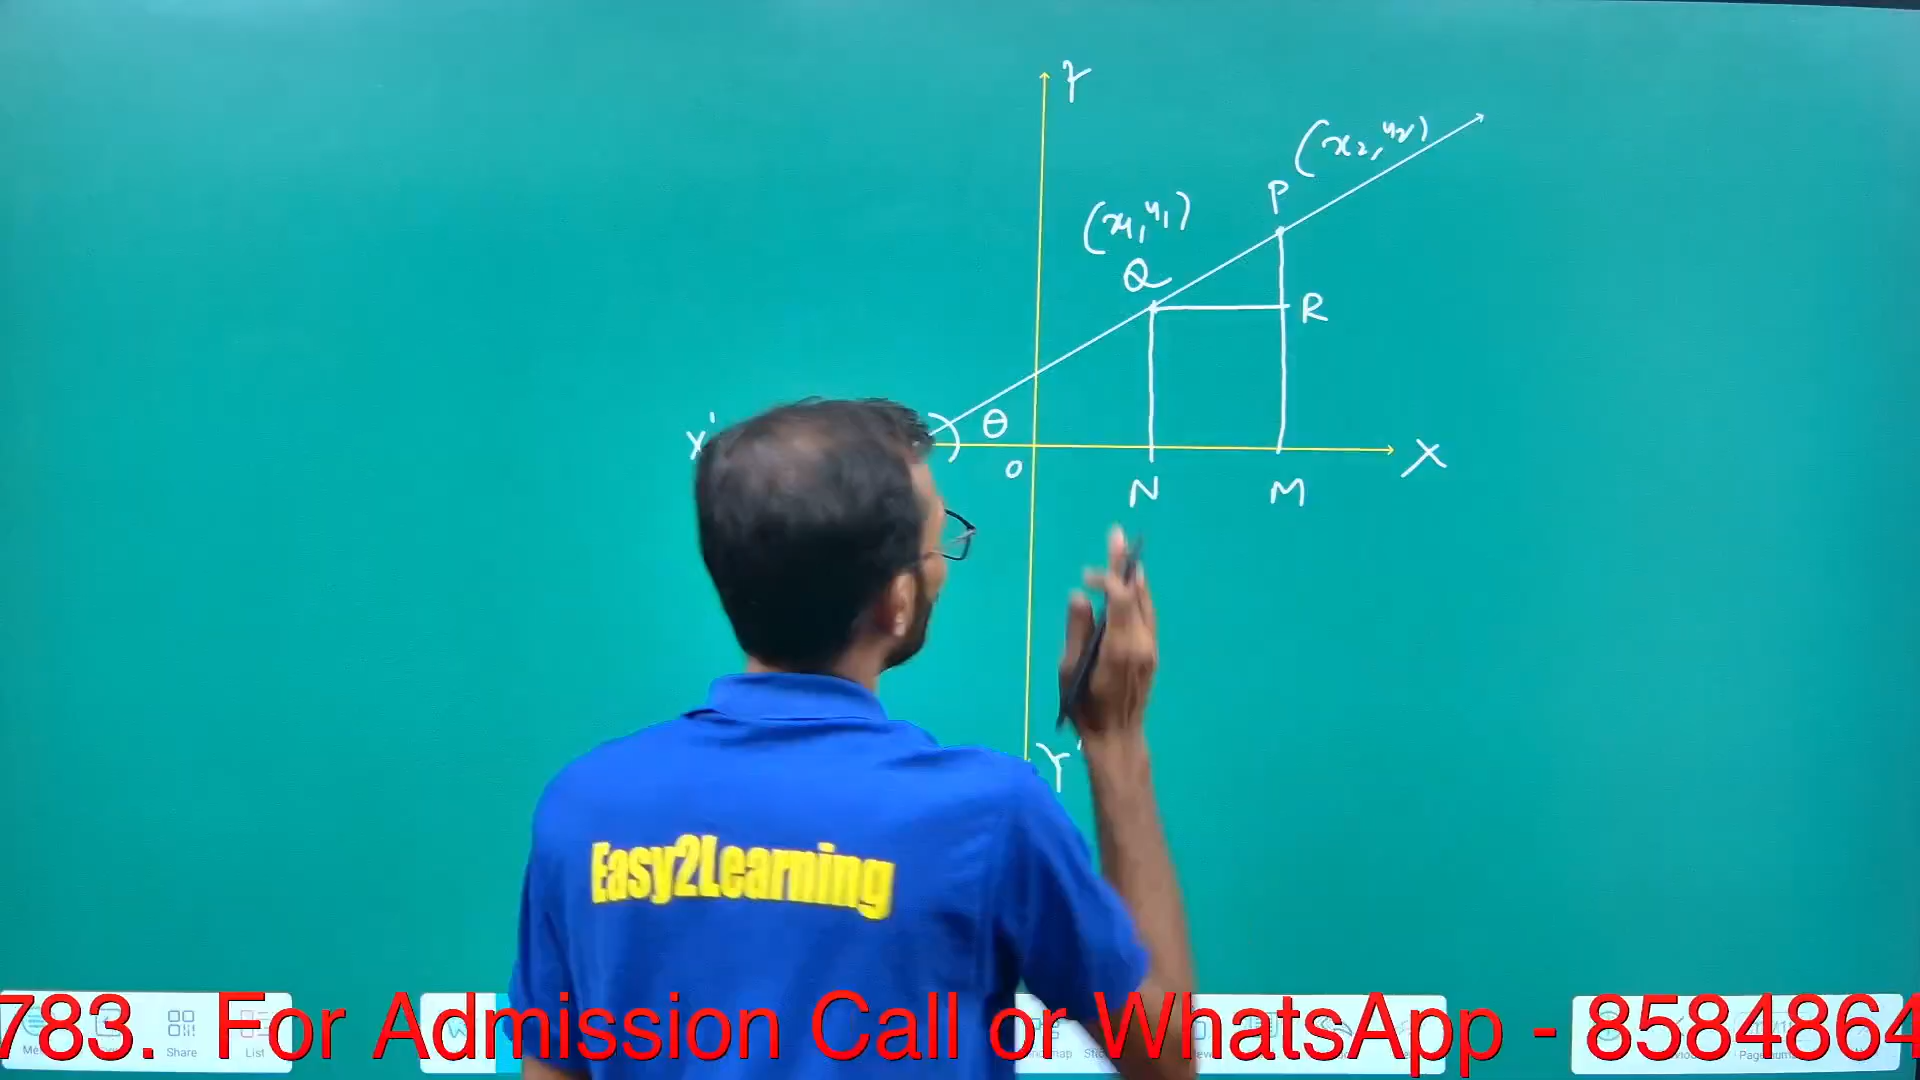 Y
(x₂, y₂)
P
(x₁, y₁)
Q
R
X'
θ
O
X
N
M
Y'
Easy2Learning
783. For Admission Call or WhatsApp - 8584864
Share
List